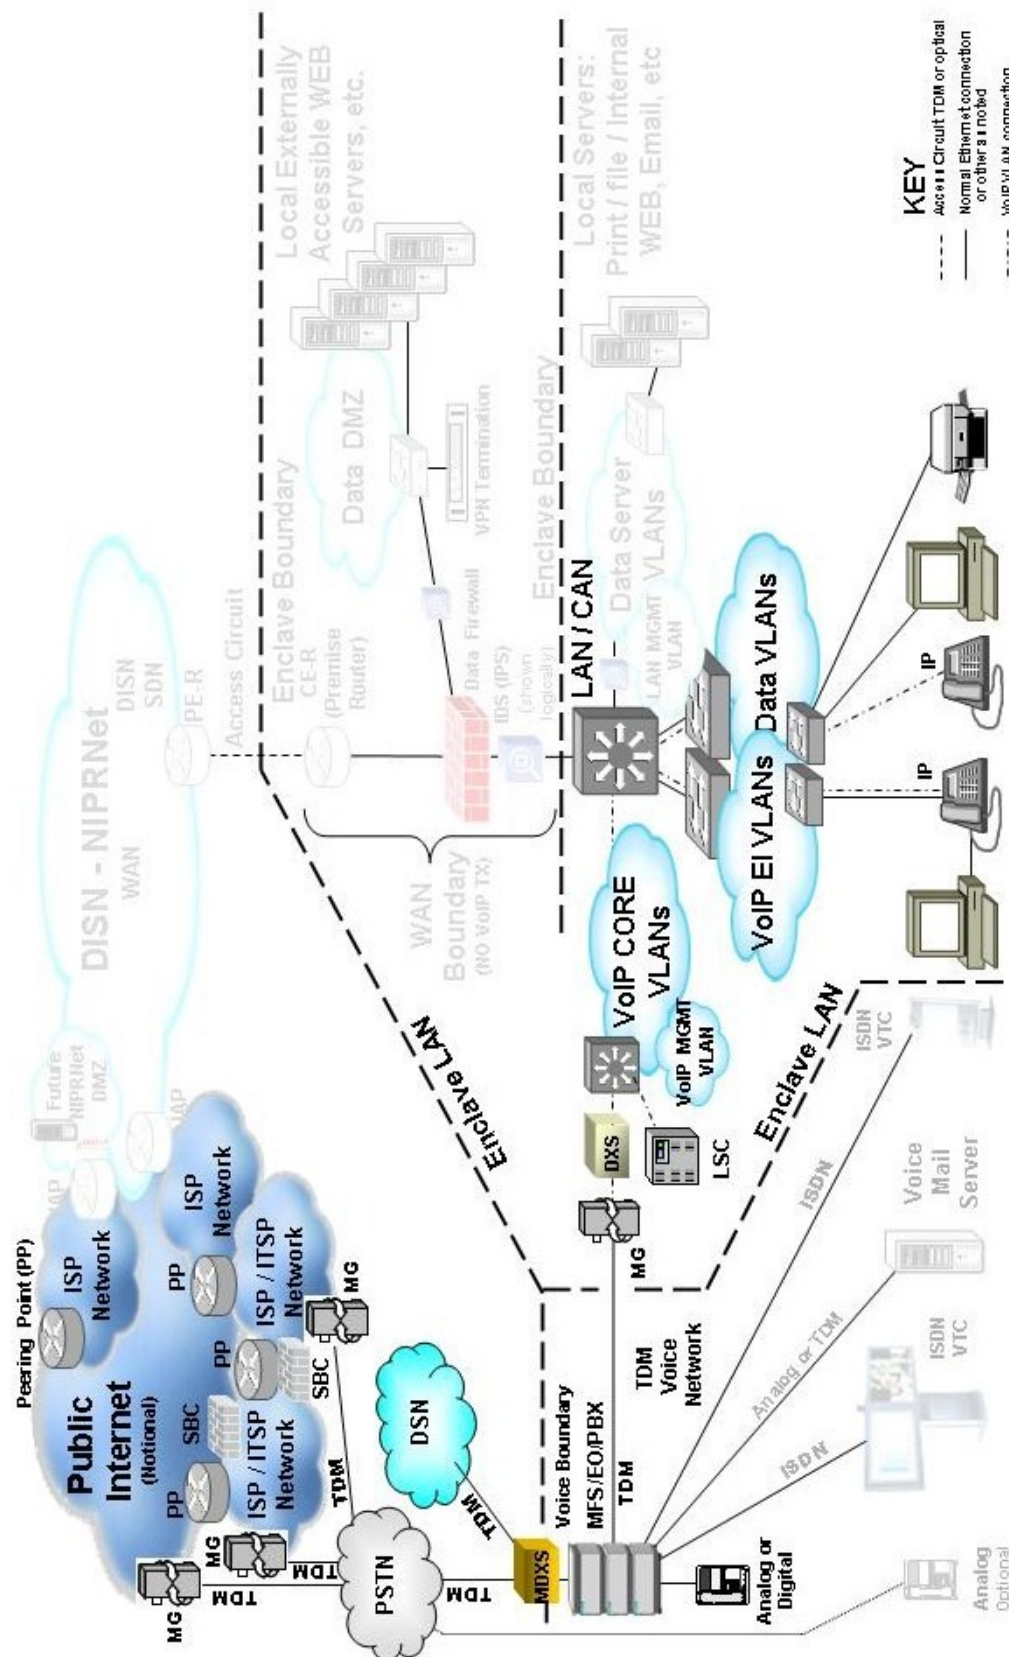 DISN - NIPRNet
WAN
DISN
SDN
PE-R
Access Circuit
Future
NIPRNet
DMZ
Peering Point (PP)
ISP
Network
PP
ISP
Network
Public
Internet
(Notional)
PP
ISP / ITSP
Network
SBC
MG
SBC
PP
ISP / ITSP
Network
MG
MG
TDM
TDM
TDM
PSTN
TDM
DSN
TDM
MDXS
Local Externally
Accessible WEB
Servers, etc.
Enclave Boundary
CE-R
(Premise
Router)
Data DMZ
VPN Termination
Data Firewall
IDS (IPS)
(shown
logically)
Enclave Boundary
WAN
Boundary
(NO VoIP TX)
Enclave LAN
LAN / CAN
Local Servers:
Print / file / Internal
WEB, Email, etc
Data Server
VLANs
LAN MGMT
VLAN
VoIP CORE
VLANs
VoIP MGMT
VLAN
VoIP EI VLANs
Data VLANs
DXS
LSC
MG
Enclave LAN
Voice Boundary
MFS/EO/PBX
TDM
TDM
Voice
Network
IP
IP
ISDN
ISDN
VTC
Analog or TDM
Voice
Mail
Server
ISDN
ISDN
VTC
Analog or
Digital
Analog
Optional
KEY
Access Circuit TDM or optical
Normal Ethernet connection
or other as noted
VoIP VLAN connection